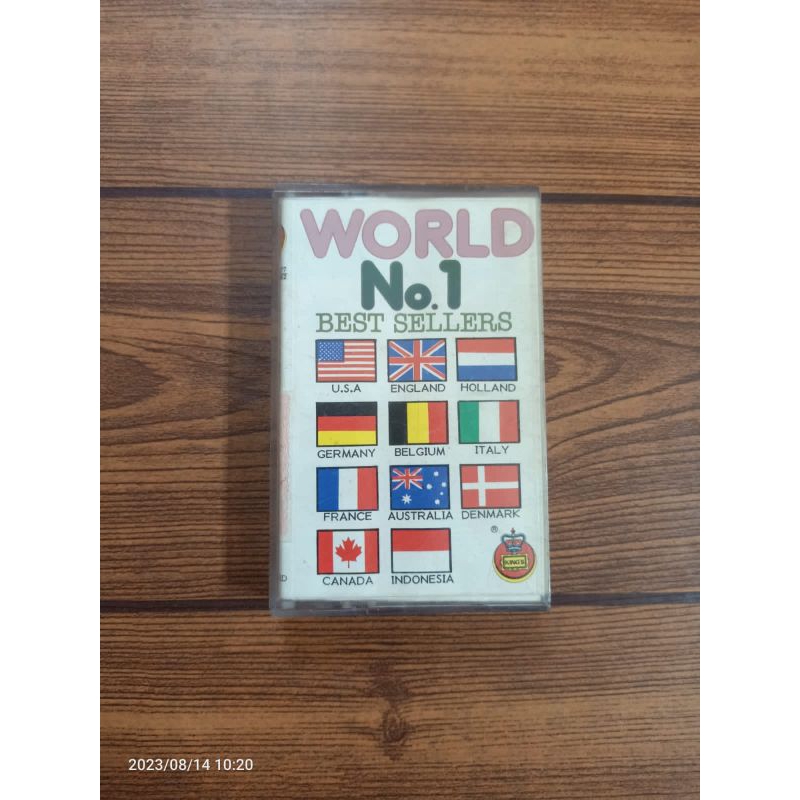 WORLD
No.1
BEST SELLERS
U.S.A ENGLAND HOLLAND
GERMANY BELGIUM ITALY
FRANCE AUSTRALIA DENMARK
®
KING'S
CANADA INDONESIA
2023/08/14 10:20